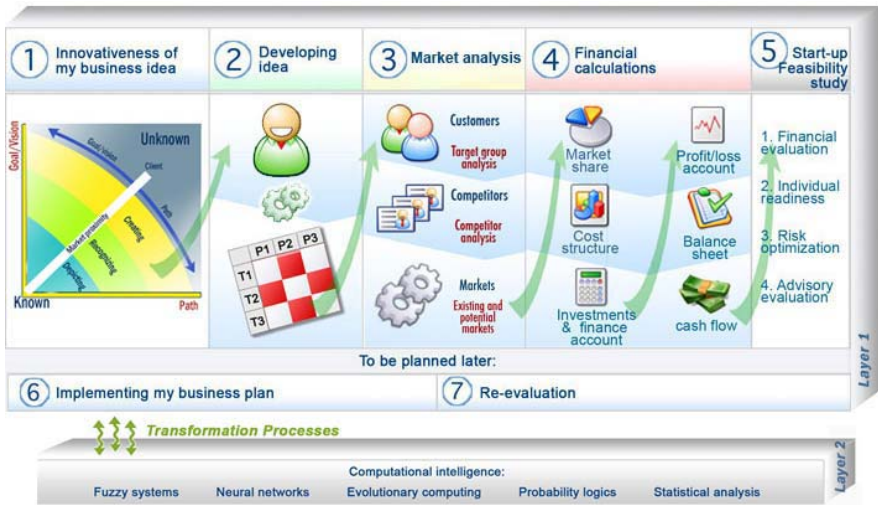 1
Innovativeness of
my business idea
2
Developing
idea
3
Market analysis
4
Financial
calculations
5
Start-up
Feasibility
study
Goal/Vision
Goal/Vision
Unknown
Client
Path
Market proximity
Creating
Recognizing
Depicting
Known
Path
P1 P2 P3
T1
T2
T3
Customers
Target group
analysis
Competitors
Competitor
analysis
Markets
Existing and
potential
markets
Market
share
Cost
structure
Investments
& finance
account
Profit/loss
account
Balance
sheet
cash flow
1. Financial
evaluation
2. Individual
readiness
3. Risk
optimization
4. Advisory
evaluation
Layer 1
To be planned later:
6
Implementing my business plan
7
Re-evaluation
Transformation Processes
Layer 2
Computational intelligence:
Fuzzy systems
Neural networks
Evolutionary computing
Probability logics
Statistical analysis